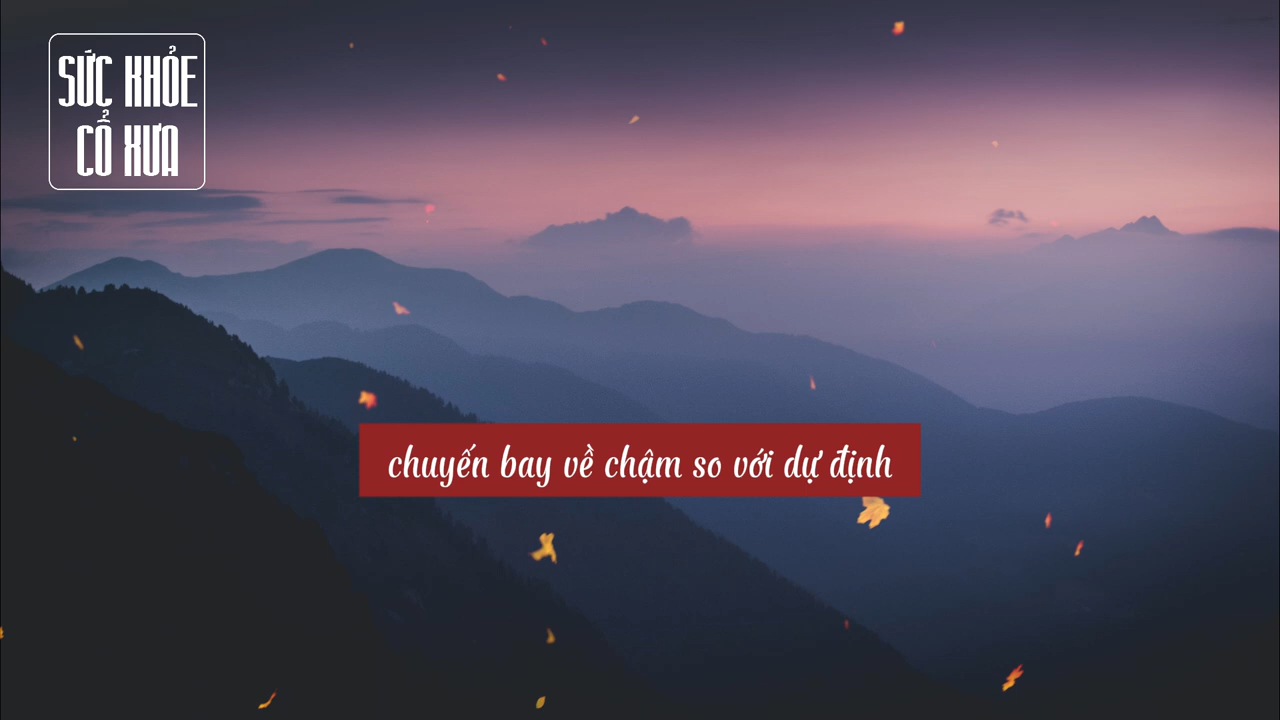 SỨC KHỎE
CỔ XƯA
chuyến bay về chậm so với dự định